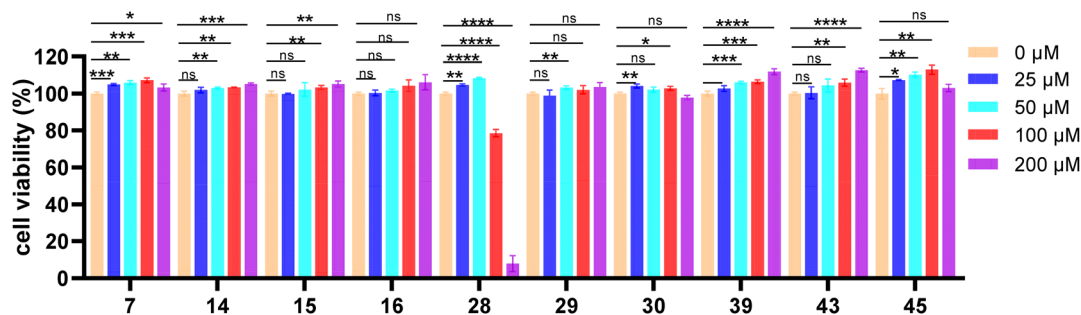 * *** ** ns **** ns ns **** **** ns
*** ** ** ns **** ns * *** ** **
** ** ns ns **** ** ns *** ns **
*** ns ns ns ** ns ** ns *
120
100
80
60
40
20
0
cell viability (%)
7 14 15 16 28 29 30 39 43 45
0 μM
25 μM
50 μM
100 μM
200 μM